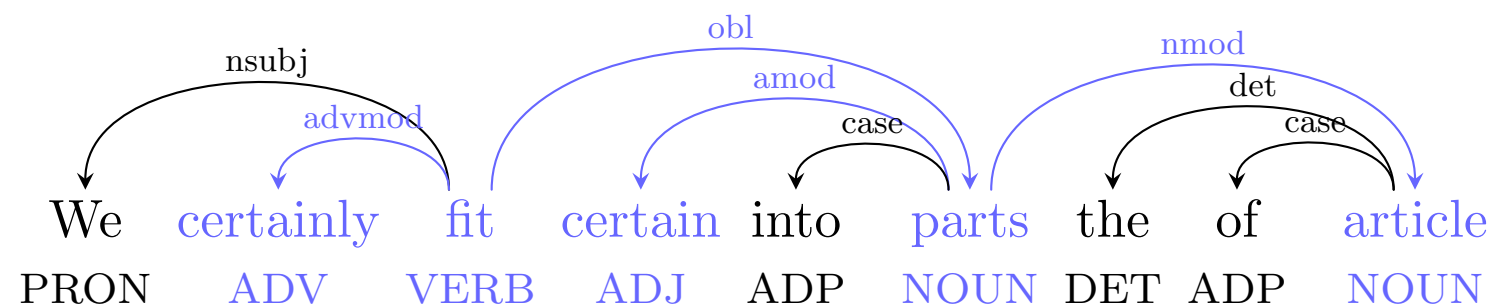 obl
nmod
nsubj
amod
det
advmod
case
case
We certainly fit certain into parts the of article
PRON ADV VERB ADJ ADP NOUN DET ADP NOUN